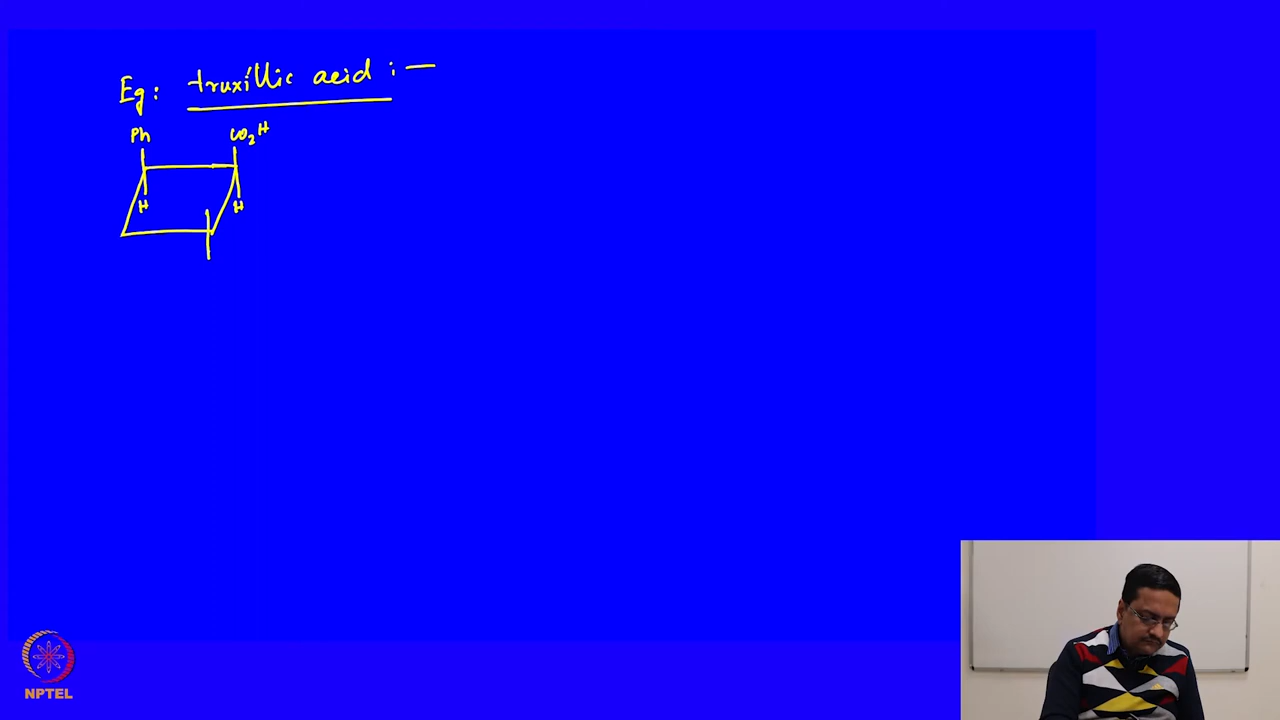 Eg: truxillic acid : —
Ph CO2H
H H
NPTEL